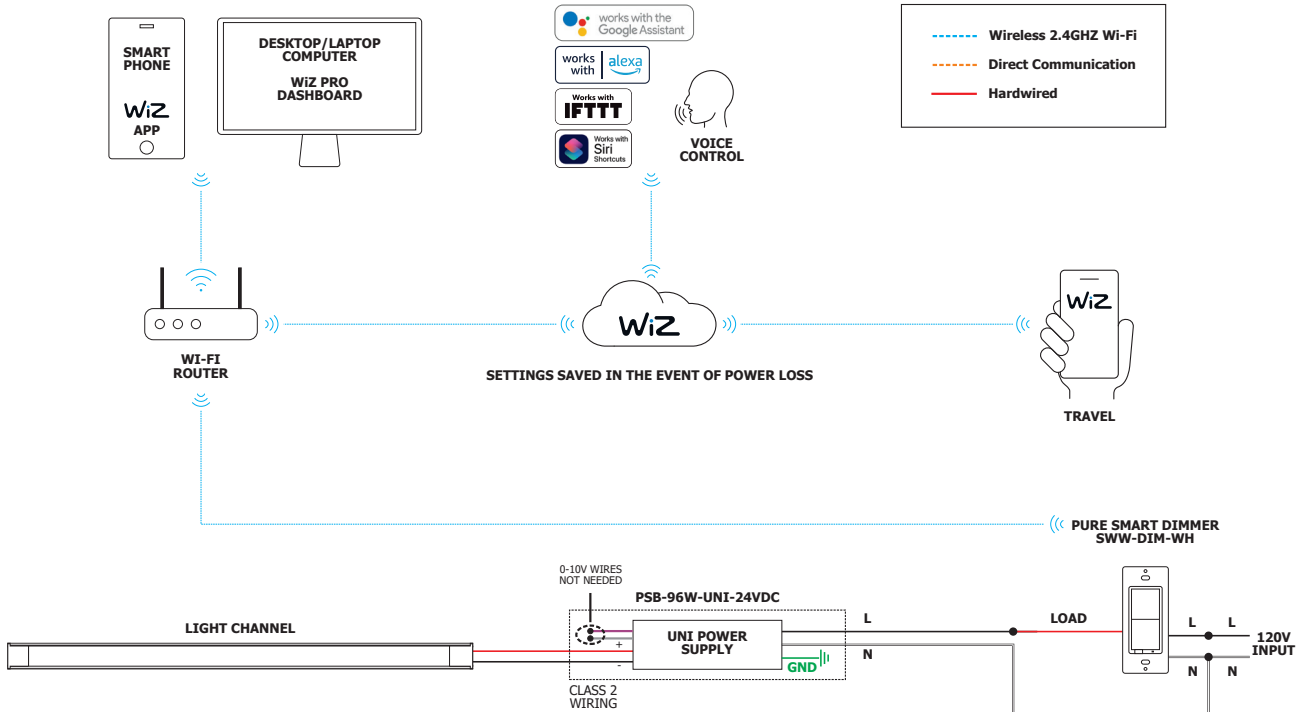 SMART
PHONE
WiZ
APP
DESKTOP/LAPTOP
COMPUTER
WiZ PRO
DASHBOARD
works with the
Google Assistant
works
with
alexa
Works with
IFTTT
Works with
Siri
Shortcuts
VOICE
CONTROL
Wireless 2.4GHZ Wi-Fi
Direct Communication
Hardwired
WI-FI
ROUTER
WiZ
SETTINGS SAVED IN THE EVENT OF POWER LOSS
WiZ
TRAVEL
PURE SMART DIMMER
SWW-DIM-WH
0-10V WIRES
NOT NEEDED
PSB-96W-UNI-24VDC
LIGHT CHANNEL
+
-
UNI POWER
SUPPLY
GND
CLASS 2
WIRING
L
N
LOAD
L L
120V
INPUT
N N